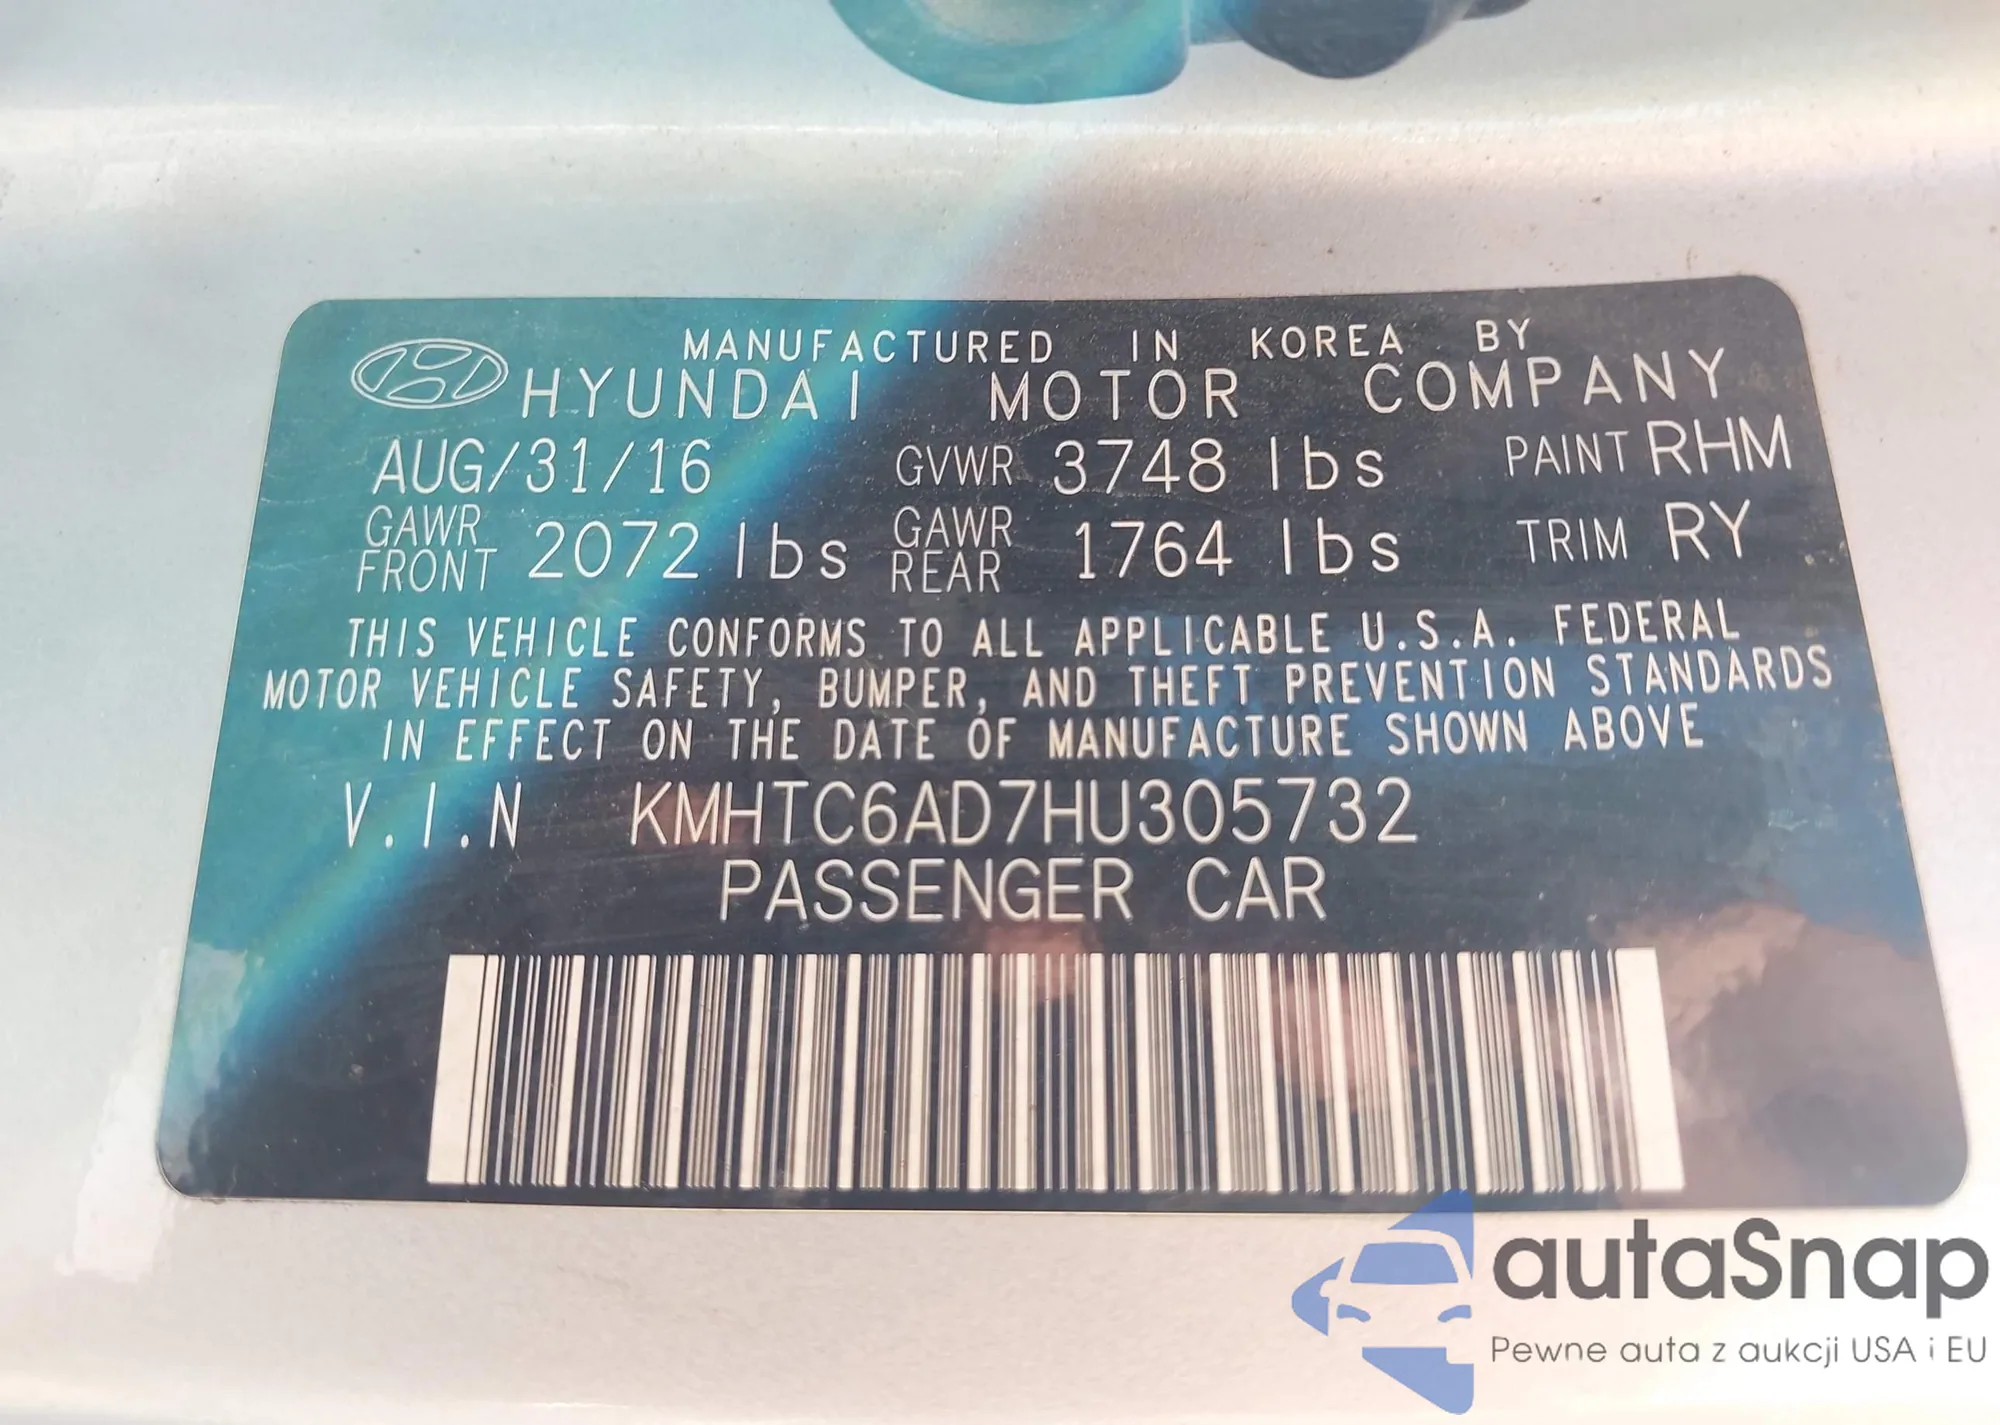 MANUFACTURED IN KOREA BY
HYUNDAI MOTOR COMPANY
AUG/31/16 GVWR 3748 lbs PAINT RHM
GAWR FRONT 2072 lbs GAWR REAR 1764 lbs TRIM RY
THIS VEHICLE CONFORMS TO ALL APPLICABLE U.S.A. FEDERAL
MOTOR VEHICLE SAFETY, BUMPER, AND THEFT PREVENTION STANDARDS
IN EFFECT ON THE DATE OF MANUFACTURE SHOWN ABOVE
V.I.N KMHTC6AD7HU305732
PASSENGER CAR
autaSnap
Pewne auta z aukcji USA i EU